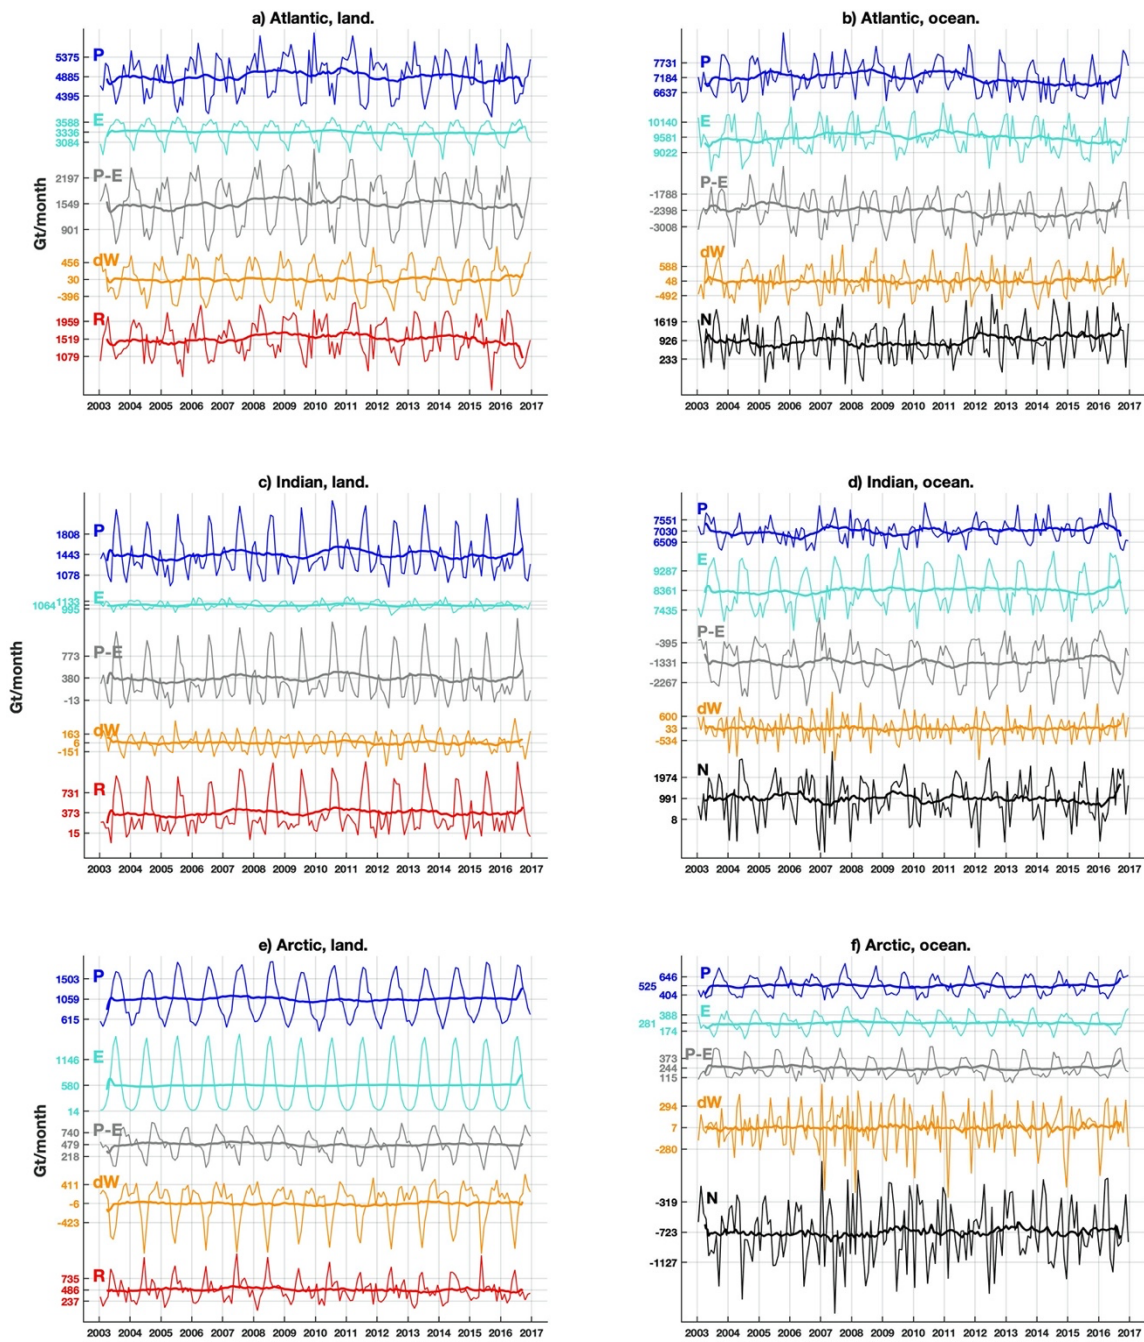 a) Atlantic, land.
P
5375
4885
4395
E
3588
3336
3084
P-E
2197
1549
901
dW
456
30
-396
R
1959
1519
1079
Gt/month
2003 2004 2005 2006 2007 2008 2009 2010 2011 2012 2013 2014 2015 2016 2017
b) Atlantic, ocean.
P
7731
7184
6637
E
10140
9581
9022
P-E
-1788
-2398
-3008
dW
588
48
-492
N
1619
926
233
2003 2004 2005 2006 2007 2008 2009 2010 2011 2012 2013 2014 2015 2016 2017
c) Indian, land.
P
1808
1443
1078
E
1133
1064
995
P-E
773
380
-13
dW
163
6
-151
R
731
373
15
Gt/month
2003 2004 2005 2006 2007 2008 2009 2010 2011 2012 2013 2014 2015 2016 2017
d) Indian, ocean.
P
7551
7030
6509
E
9287
8361
7435
P-E
-395
-1331
-2267
dW
600
33
-534
N
1974
991
8
2003 2004 2005 2006 2007 2008 2009 2010 2011 2012 2013 2014 2015 2016 2017
e) Arctic, land.
P
1503
1059
615
E
1146
580
14
P-E
740
479
218
dW
411
-6
-423
R
735
486
237
Gt/month
2003 2004 2005 2006 2007 2008 2009 2010 2011 2012 2013 2014 2015 2016 2017
f) Arctic, ocean.
P
646
525
404
E
388
281
174
P-E
373
244
115
dW
294
7
-280
N
-319
-723
-1127
2003 2004 2005 2006 2007 2008 2009 2010 2011 2012 2013 2014 2015 2016 2017